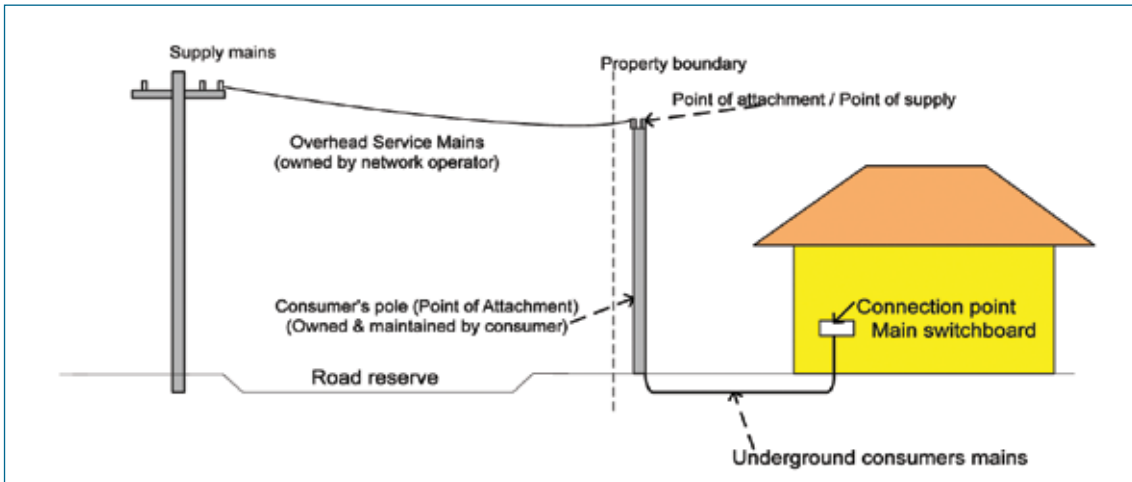 Supply mains
Property boundary
Point of attachment / Point of supply
Overhead Service Mains
(owned by network operator)
Consumer's pole (Point of Attachment)
(Owned & maintained by consumer)
Connection point
Main switchboard
Road reserve
Underground consumers mains